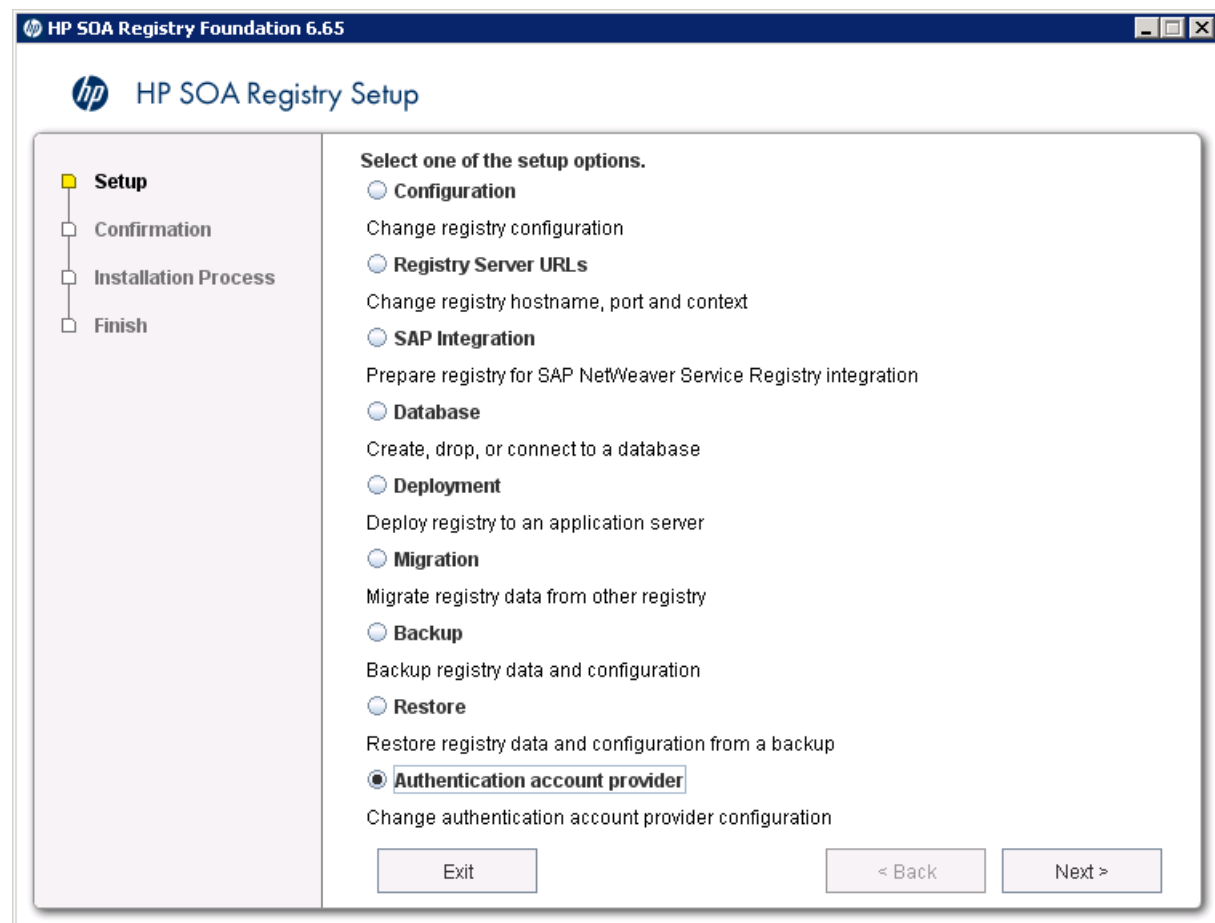 HP SOA Registry Foundation 6.65
hp HP SOA Registry Setup
Setup
Confirmation
Installation Process
Finish
Select one of the setup options.
Configuration
Change registry configuration
Registry Server URLs
Change registry hostname, port and context
SAP Integration
Prepare registry for SAP NetWeaver Service Registry integration
Database
Create, drop, or connect to a database
Deployment
Deploy registry to an application server
Migration
Migrate registry data from other registry
Backup
Backup registry data and configuration
Restore
Restore registry data and configuration from a backup
Authentication account provider
Change authentication account provider configuration
Exit
< Back
Next >